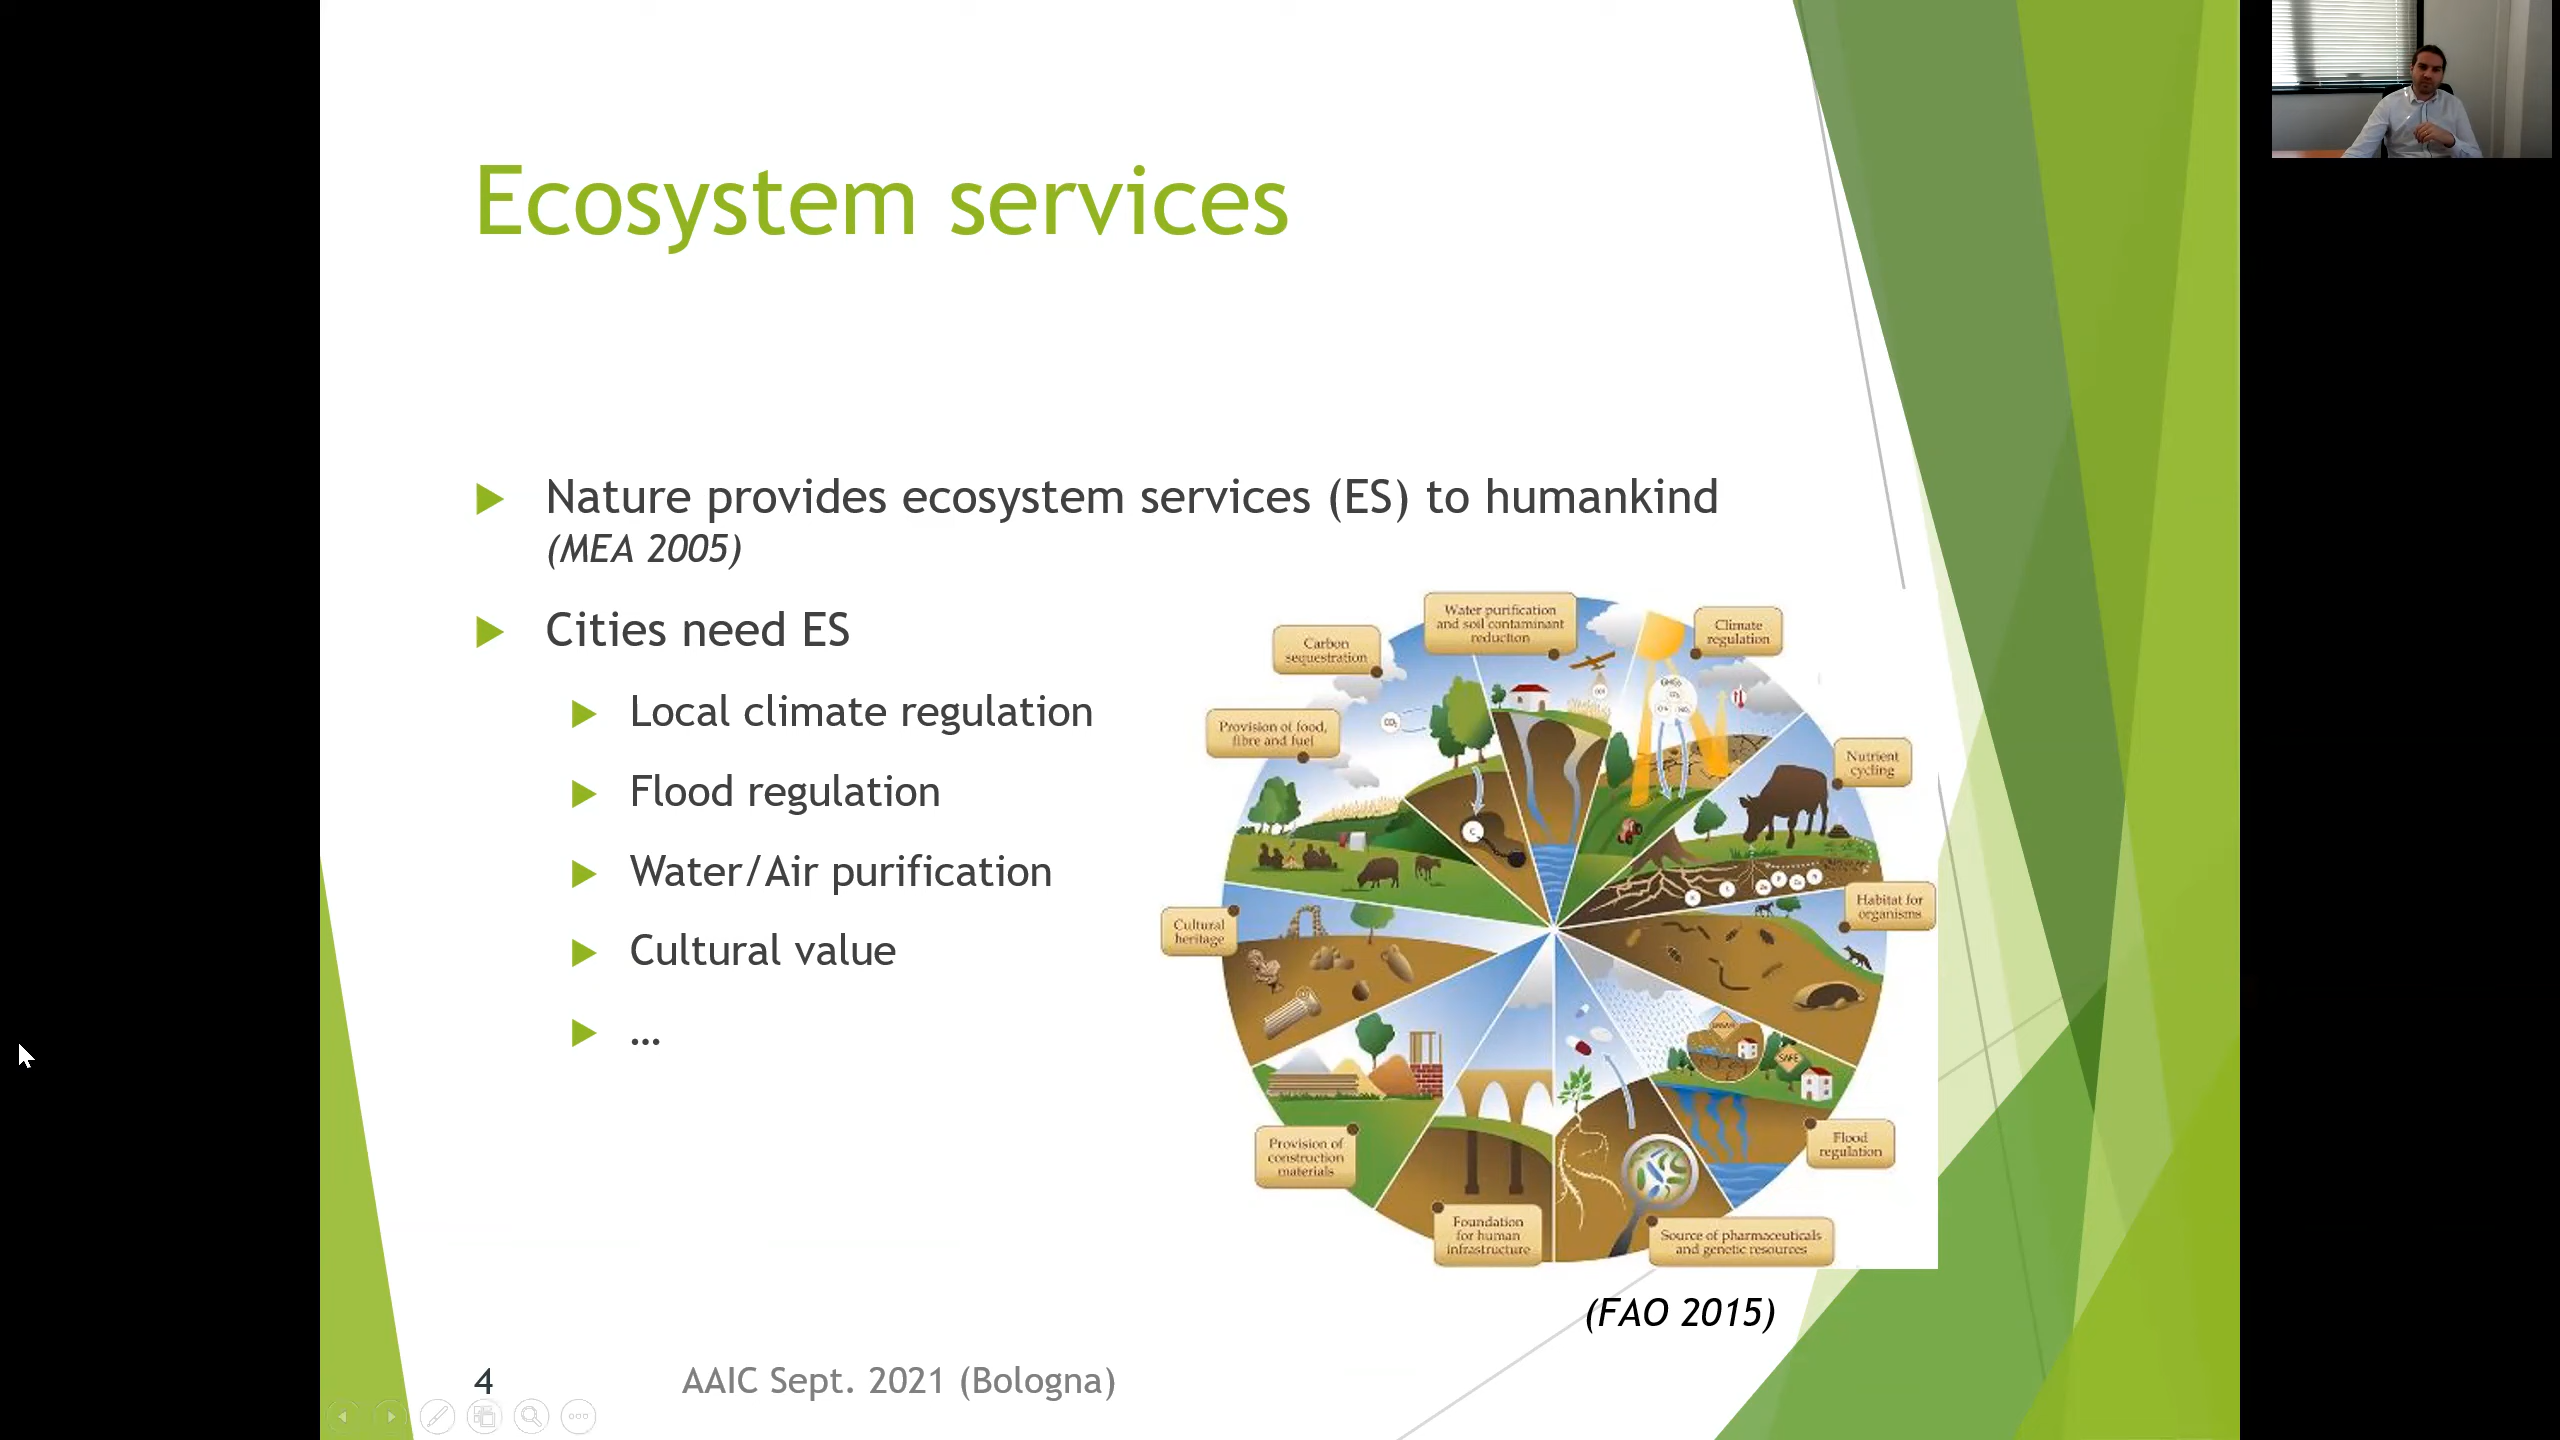 Ecosystem services
Nature provides ecosystem services (ES) to humankind
(MEA 2005)
Cities need ES
Local climate regulation
Flood regulation
Water/Air purification
Cultural value
...
Water purification
and soil contaminant
reduction
Climate
regulation
Carbon
sequestration
Provision of food,
fibre and fuel
CO₂
Nutrient
cycling
Habitat for
organisms
Cultural
heritage
C
SAFE
Provision of
construction
materials
Flood
regulation
Foundation
for human
infrastructure
Source of pharmaceuticals
and genetic resources
(FAO 2015)
4
AAIC Sept. 2021 (Bologna)